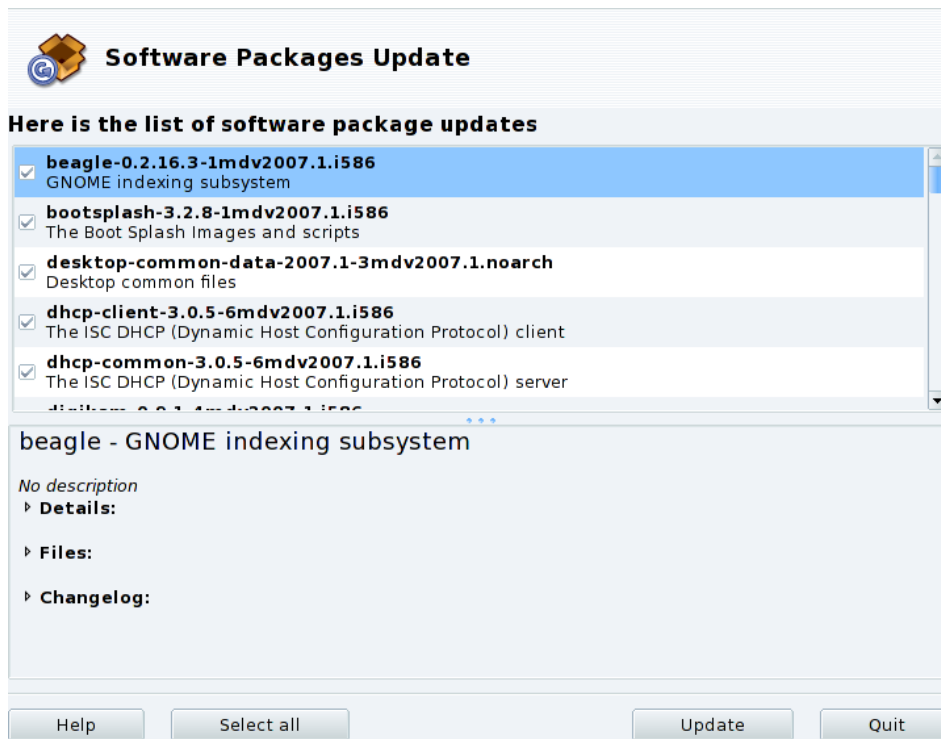 Software Packages Update
Here is the list of software package updates
beagle-0.2.16.3-1mdv2007.1.i586
GNOME indexing subsystem
bootsplash-3.2.8-1mdv2007.1.i586
The Boot Splash Images and scripts
desktop-common-data-2007.1-3mdv2007.1.noarch
Desktop common files
dhcp-client-3.0.5-6mdv2007.1.i586
The ISC DHCP (Dynamic Host Configuration Protocol) client
dhcp-common-3.0.5-6mdv2007.1.i586
The ISC DHCP (Dynamic Host Configuration Protocol) server
beagle - GNOME indexing subsystem
No description
Details:
Files:
Changelog:
Help Select all Update Quit